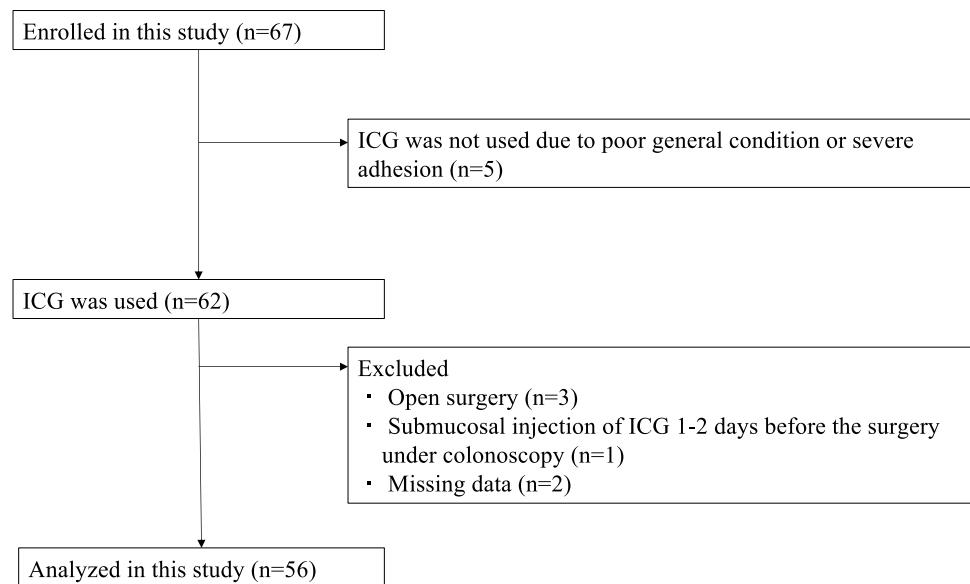 Enrolled in this study (n=67)
ICG was not used due to poor general condition or severe
adhesion (n=5)
ICG was used (n=62)
Excluded
・ Open surgery (n=3)
・ Submucosal injection of ICG 1-2 days before the surgery
under colonoscopy (n=1)
・ Missing data (n=2)
Analyzed in this study (n=56)